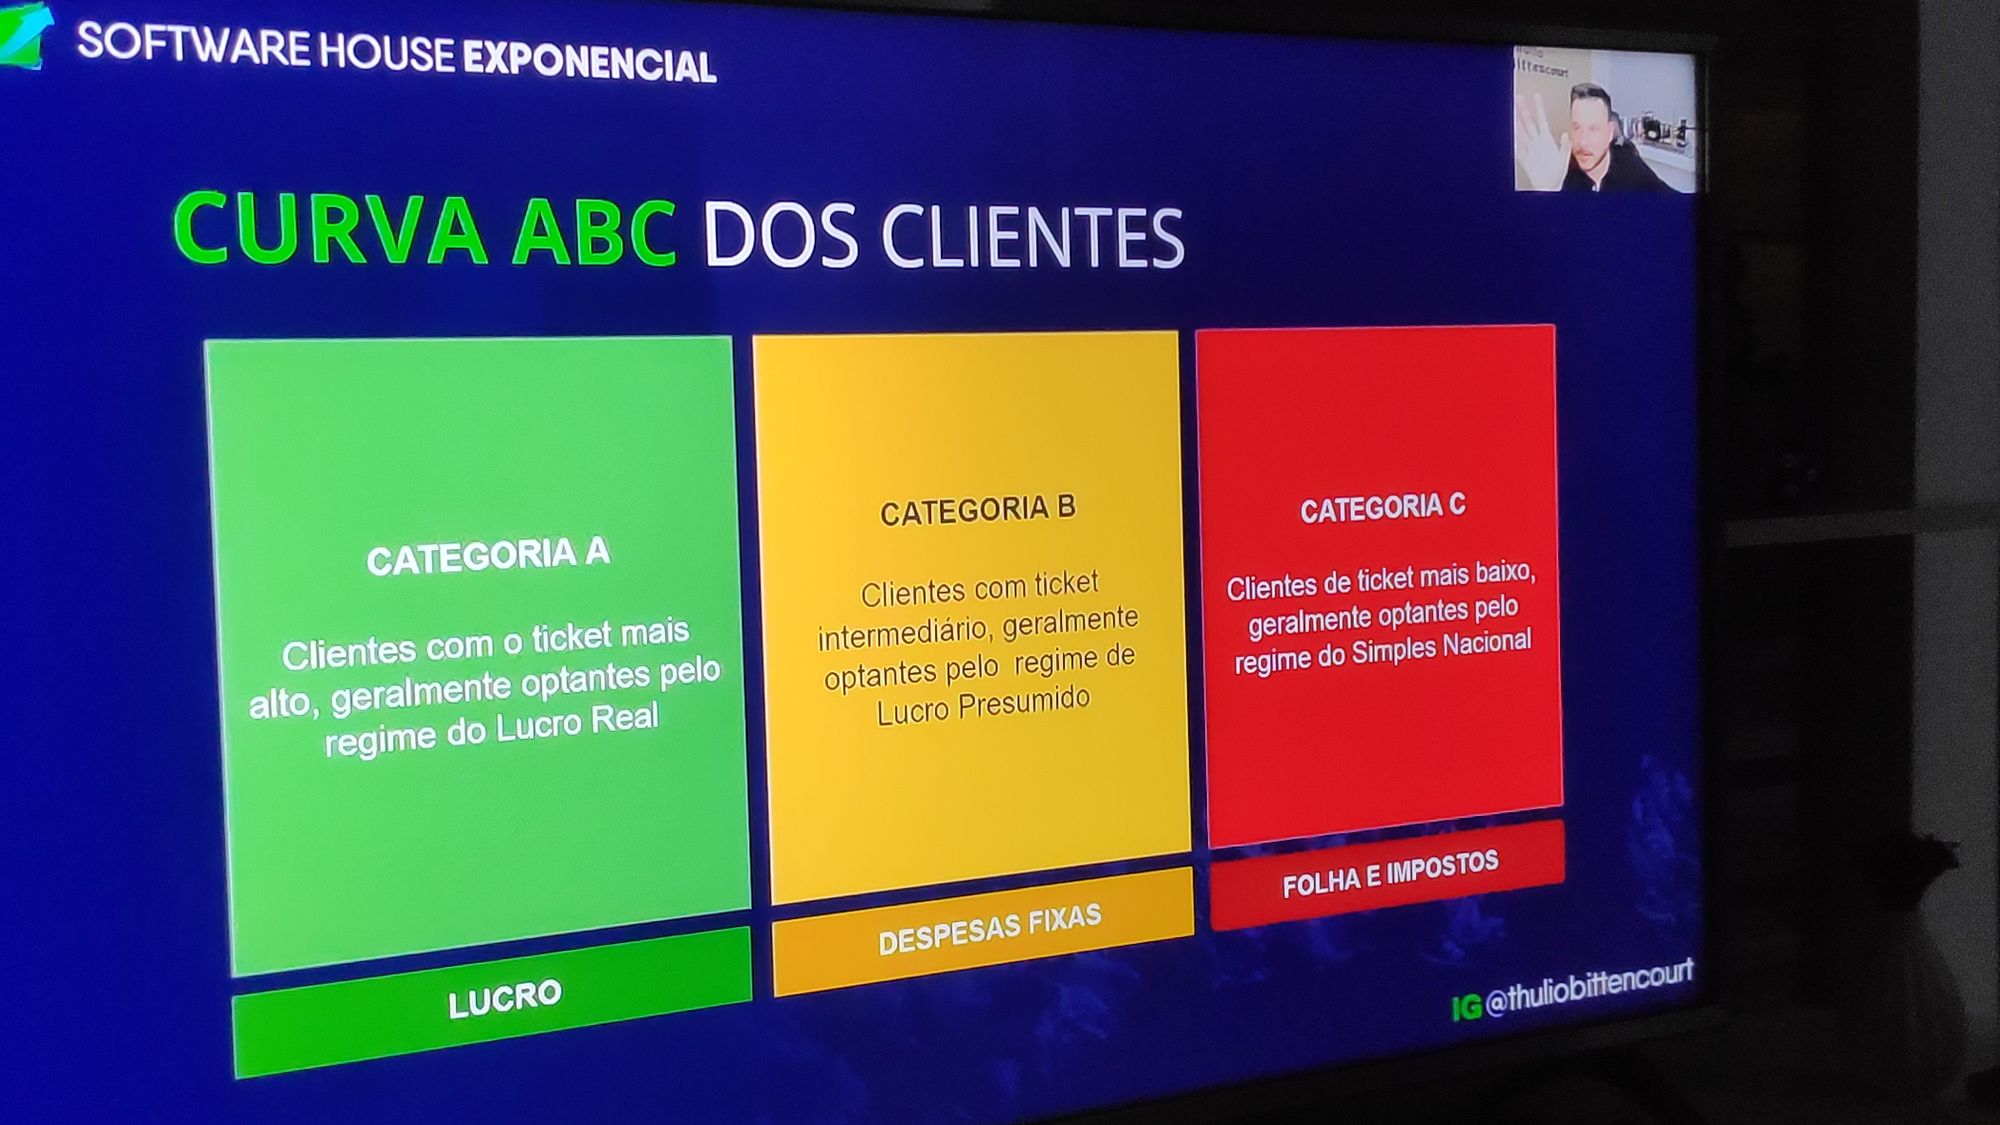 SOFTWARE HOUSE EXPONENCIAL
bittencourt
CURVA ABC DOS CLIENTES
CATEGORIA A
Clientes com o ticket mais
alto, geralmente optantes pelo
regime do Lucro Real
LUCRO
CATEGORIA B
Clientes com ticket
intermediário, geralmente
optantes pelo regime de
Lucro Presumido
DESPESAS FIXAS
CATEGORIA C
Clientes de ticket mais baixo,
geralmente optantes pelo
regime do Simples Nacional
FOLHA E IMPOSTOS
IG @thuliobittencourt